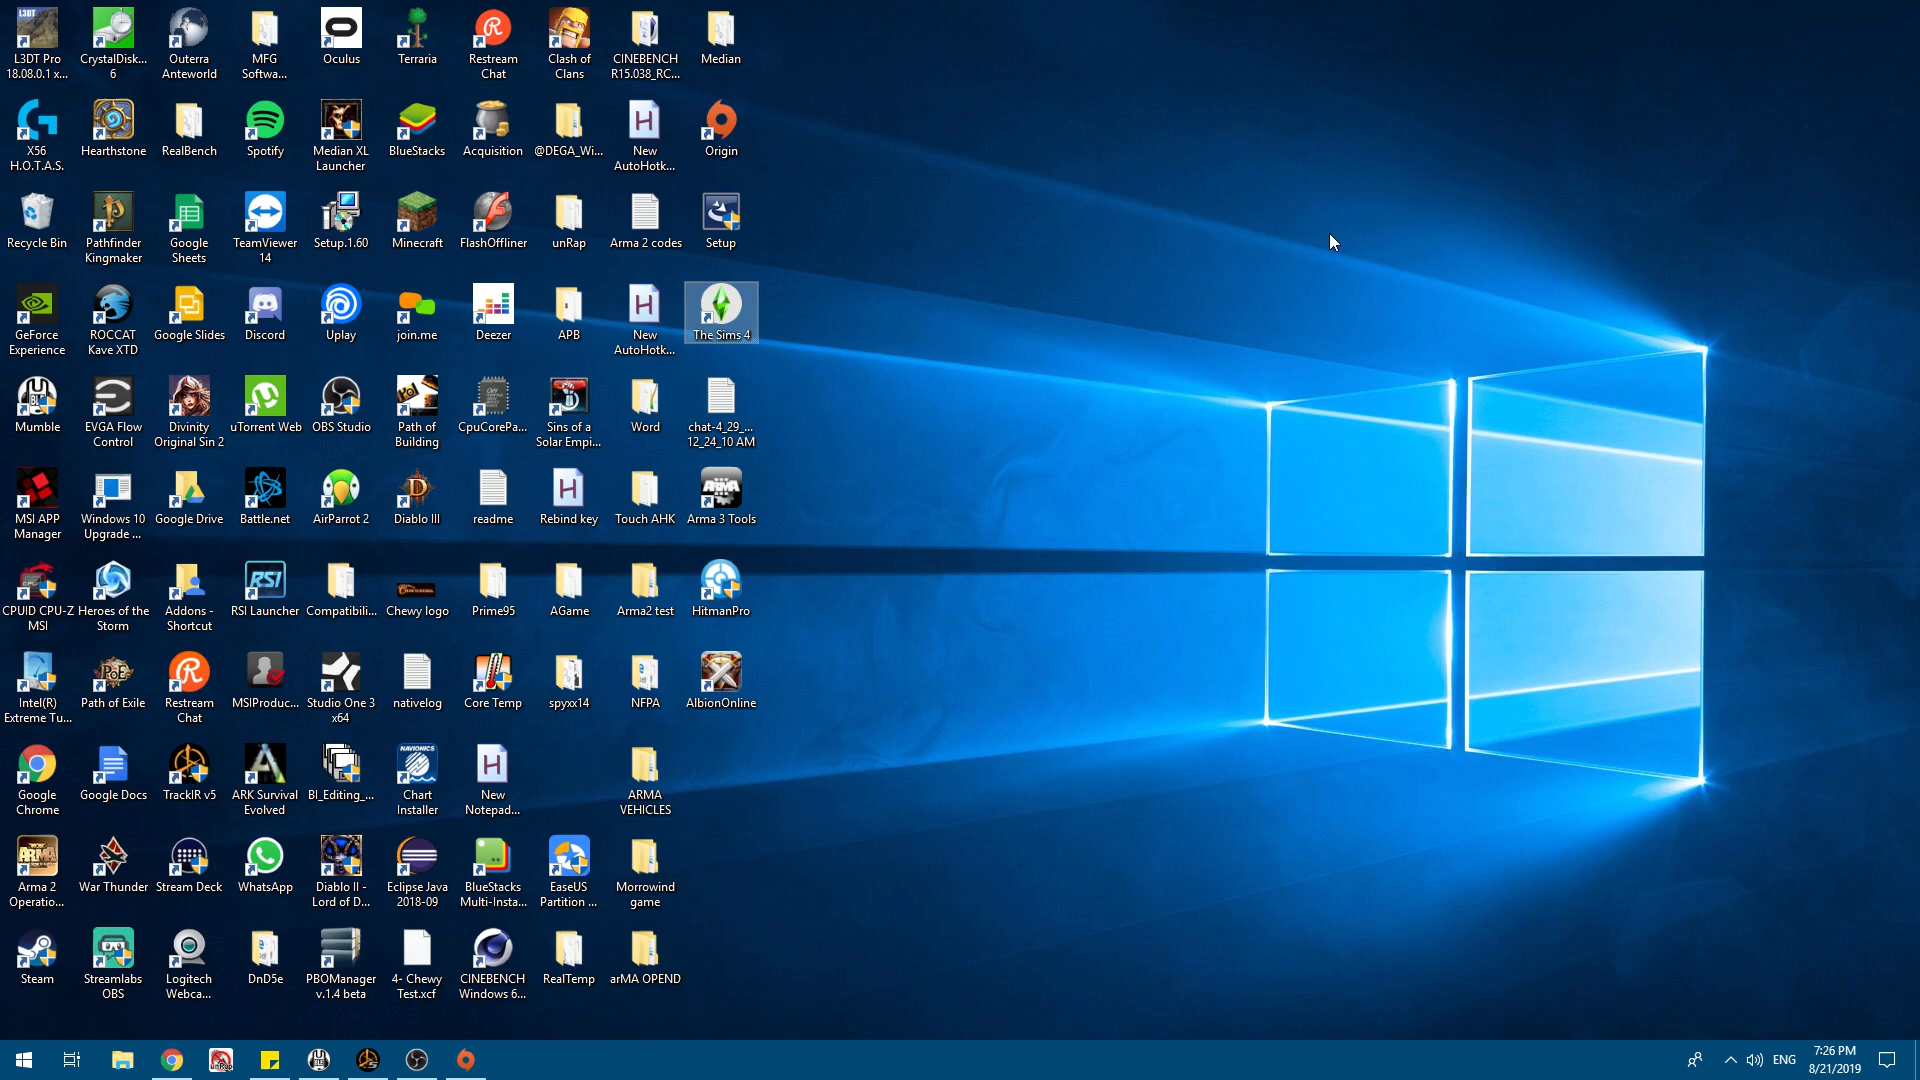 L3DT Pro
18.08.0.1 x...
CrystalDisk...
6
Outerra
Anteworld
MFG
Softwa...
Oculus
Terraria
Restream
Chat
Clash of
Clans
CINEBENCH
R15.038_RC...
Median
X56
H.O.T.A.S.
Hearthstone
RealBench
Spotify
Median XL
Launcher
BlueStacks
Acquisition
@DEGA_Wi...
New
AutoHotk...
Origin
Recycle Bin
Pathfinder
Kingmaker
Google
Sheets
TeamViewer
14
Setup.1.60
Minecraft
FlashOffliner
unRap
Arma 2 codes
Setup
GeForce
Experience
ROCCAT
Kave XTD
Google Slides
Discord
Uplay
join.me
Deezer
APB
New
AutoHotk...
The Sims 4
Mumble
EVGA Flow
Control
Divinity
Original Sin 2
uTorrent Web
OBS Studio
Path of
Building
CpuCorePa...
Sins of a
Solar Empi...
Word
chat-4_29_...
12_24_10 AM
MSI APP
Manager
Windows 10
Upgrade ...
Google Drive
Battle.net
AirParrot 2
Diablo III
readme
Rebind key
Touch AHK
Arma 3 Tools
CPUID CPU-Z
MSI
Heroes of the
Storm
Addons -
Shortcut
RSI Launcher
Compatibili...
Chewy logo
Prime95
AGame
Arma2 test
HitmanPro
Intel(R)
Extreme Tu...
Path of Exile
Restream
Chat
MSIProduc...
Studio One 3
x64
nativelog
Core Temp
spyxx14
NFPA
AlbionOnline
Google
Chrome
Google Docs
TrackIR v5
ARK Survival
Evolved
BI_Editing_...
Chart
Installer
New
Notepad...
ARMA
VEHICLES
Arma 2
Operatio...
War Thunder
Stream Deck
WhatsApp
Diablo II -
Lord of D...
Eclipse Java
2018-09
BlueStacks
Multi-Insta...
EaseUS
Partition ...
Morrowind
game
Steam
Streamlabs
OBS
Logitech
Webca...
DnD5e
PBOManager
v.1.4 beta
4- Chewy
Test.xcf
CINEBENCH
Windows 6...
RealTemp
arMA OPEND
ENG
7:26 PM
8/21/2019